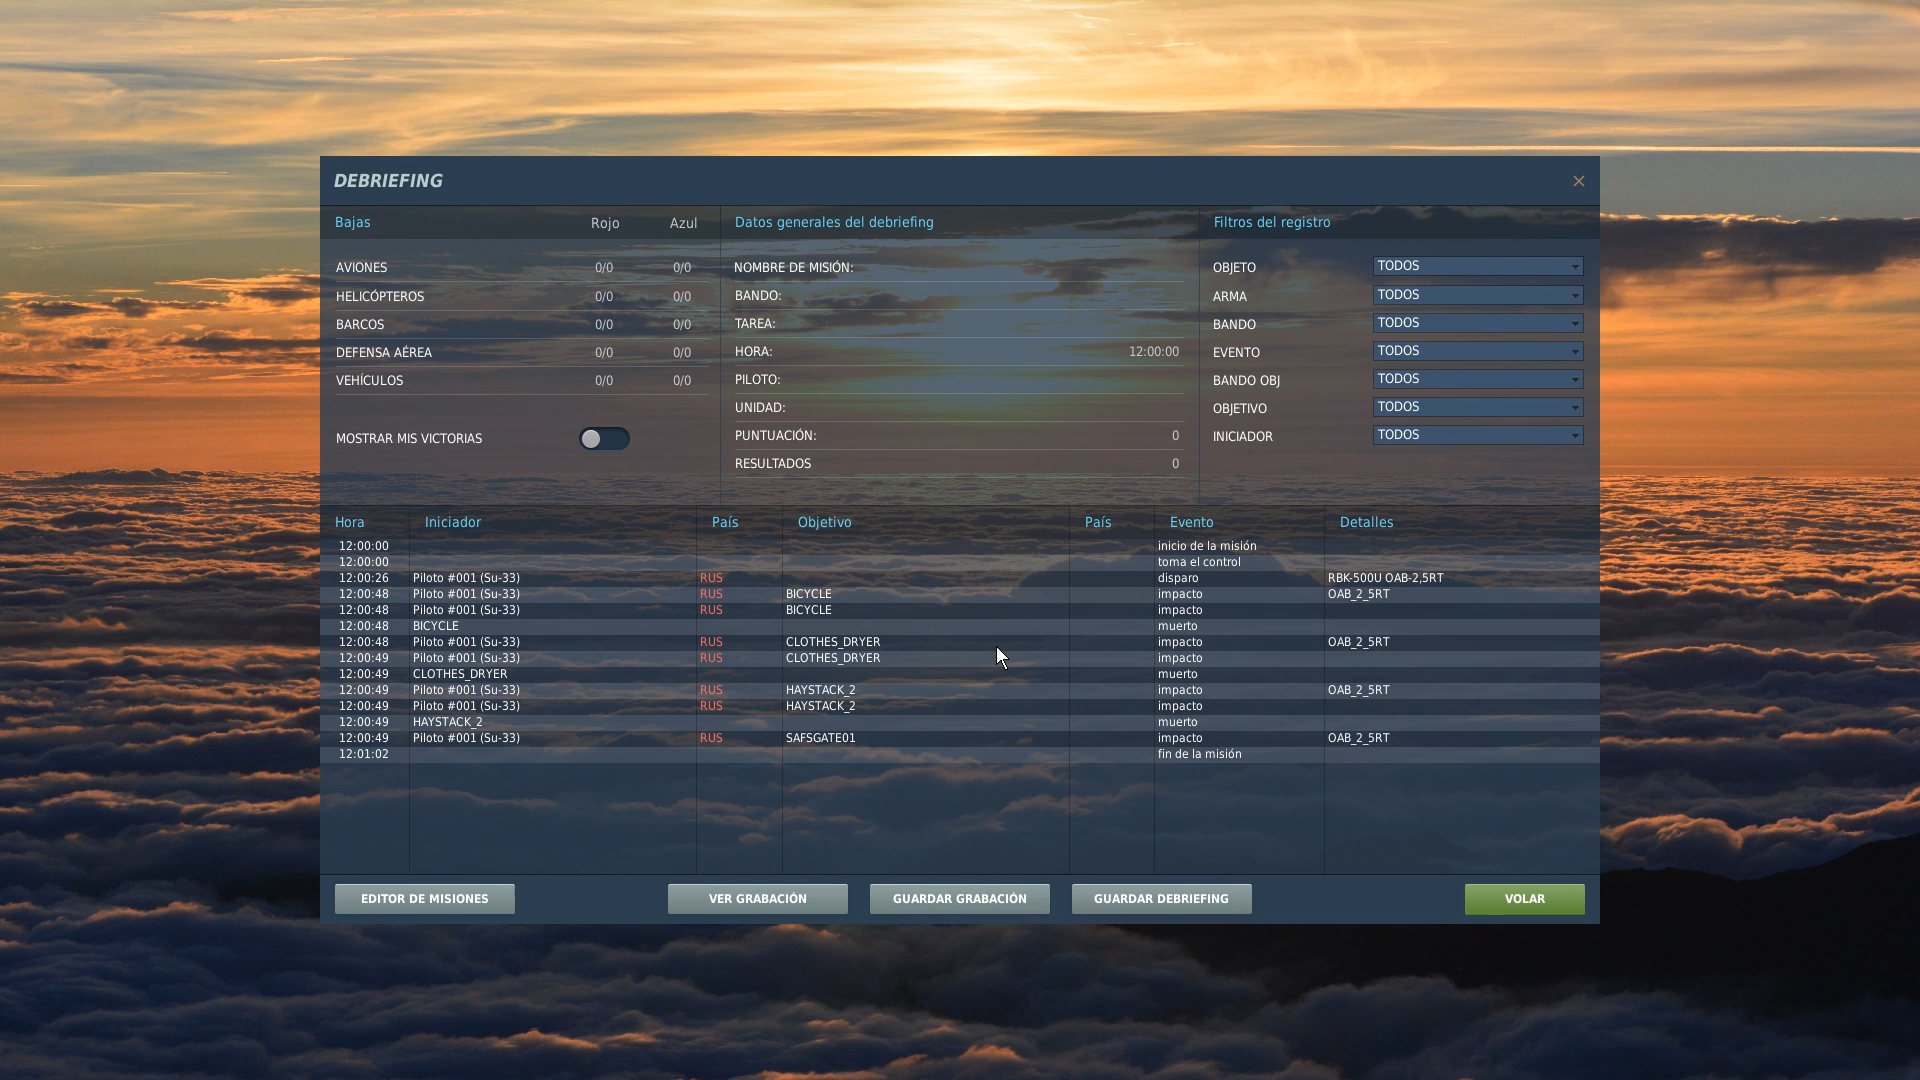 DEBRIEFING
Bajas Rojo Azul
AVIONES 0/0 0/0
HELICÓPTEROS 0/0 0/0
BARCOS 0/0 0/0
DEFENSA AÉREA 0/0 0/0
VEHÍCULOS 0/0 0/0
MOSTRAR MIS VICTORIAS
Datos generales del debriefing
NOMBRE DE MISIÓN:
BANDO:
TAREA:
HORA: 12:00:00
PILOTO:
UNIDAD:
PUNTUACIÓN: 0
RESULTADOS 0
Filtros del registro
OBJETO TODOS
ARMA TODOS
BANDO TODOS
EVENTO TODOS
BANDO OBJ TODOS
OBJETIVO TODOS
INICIADOR TODOS
Hora Iniciador País Objetivo País Evento Detalles
12:00:00 inicio de la misión
12:00:00 toma el control
12:00:26 Piloto #001 (Su-33) RUS disparo RBK-500U OAB-2,5RT
12:00:48 Piloto #001 (Su-33) RUS BICYCLE impacto OAB_2_5RT
12:00:48 Piloto #001 (Su-33) RUS BICYCLE impacto
12:00:48 BICYCLE muerto
12:00:48 Piloto #001 (Su-33) RUS CLOTHES_DRYER impacto OAB_2_5RT
12:00:49 Piloto #001 (Su-33) RUS CLOTHES_DRYER impacto
12:00:49 CLOTHES_DRYER muerto
12:00:49 Piloto #001 (Su-33) RUS HAYSTACK_2 impacto OAB_2_5RT
12:00:49 Piloto #001 (Su-33) RUS HAYSTACK_2 impacto
12:00:49 HAYSTACK_2 muerto
12:00:49 Piloto #001 (Su-33) RUS SAFSGATE01 impacto OAB_2_5RT
12:01:02 fin de la misión
EDITOR DE MISIONES VER GRABACIÓN GUARDAR GRABACIÓN GUARDAR DEBRIEFING VOLAR